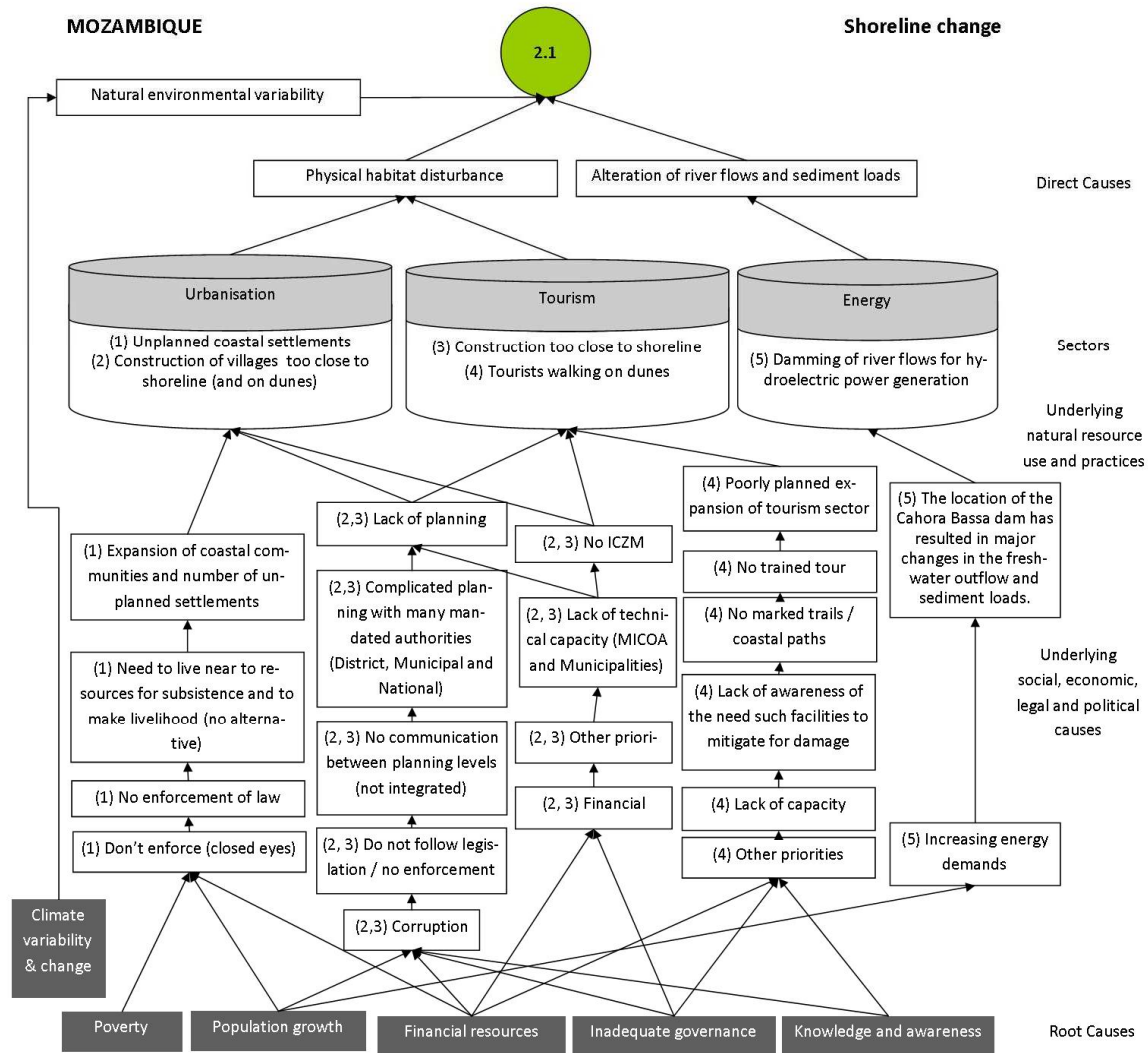 MOZAMBIQUE
Shoreline change
2.1
Natural environmental variability
Physical habitat disturbance
Alteration of river flows and sediment loads
Direct Causes
Urbanisation
(1) Unplanned coastal settlements
(2) Construction of villages too close to
shoreline (and on dunes)
Tourism
(3) Construction too close to shoreline
(4) Tourists walking on dunes
Energy
(5) Damming of river flows for hy-
droelectric power generation
Sectors
Underlying
natural resource
use and practices
(1) Expansion of coastal com-
munities and number of un-
planned settlements
(1) Need to live near to re-
sources for subsistence and to
make livelihood (no alterna-
tive)
(1) No enforcement of law
(1) Don't enforce (closed eyes)
(2,3) Lack of planning
(2,3) Complicated plan-
ning with many man-
dated authorities
(District, Municipal and
National)
(2, 3) No communication
between planning levels
(not integrated)
(2, 3) Do not follow legis-
lation / no enforcement
(2,3) Corruption
(2, 3) No ICZM
(2, 3) Lack of techni-
cal capacity (MICOA
and Municipalities)
(2, 3) Other priori-
(2, 3) Financial
(4) Poorly planned ex-
pansion of tourism sector
(4) No trained tour
(4) No marked trails /
coastal paths
(4) Lack of awareness of
the need such facilities to
mitigate for damage
(4) Lack of capacity
(4) Other priorities
(5) The location of the
Cahora Bassa dam has
resulted in major
changes in the fresh-
water outflow and
sediment loads.
(5) Increasing energy
demands
Underlying
social, economic,
legal and political
causes
Climate
variability
& change
Poverty
Population growth
Financial resources
Inadequate governance
Knowledge and awareness
Root Causes